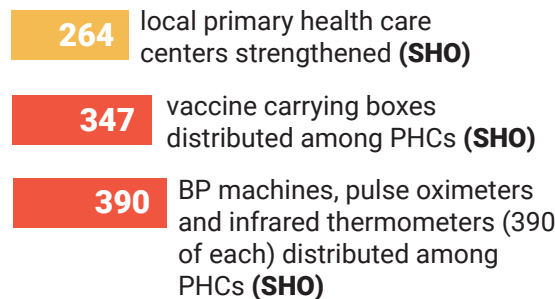 264
local primary health care
centers strengthened (SHO)
347
vaccine carrying boxes
distributed among PHCs (SHO)
390
BP machines, pulse oximeters
and infrared thermometers (390
of each) distributed among
PHCs (SHO)